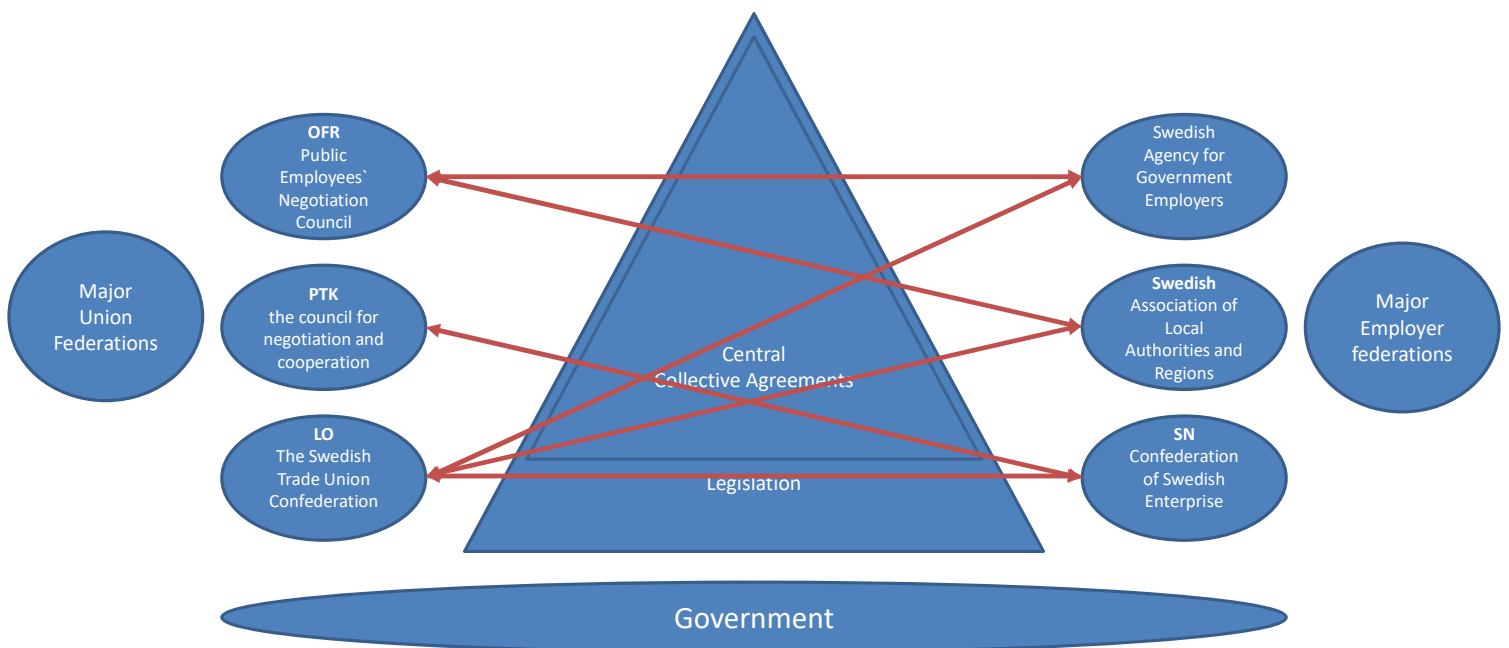 Major
Union
Federations
OFR
Public
Employees`
Negotiation
Council
PTK
the council for
negotiation and
cooperation
LO
The Swedish
Trade Union
Confederation
Central
Collective Agreements
Legislation
Swedish
Agency for
Government
Employers
Swedish
Association of
Local
Authorities and
Regions
SN
Confederation
of Swedish
Enterprise
Major
Employer
federations
Government